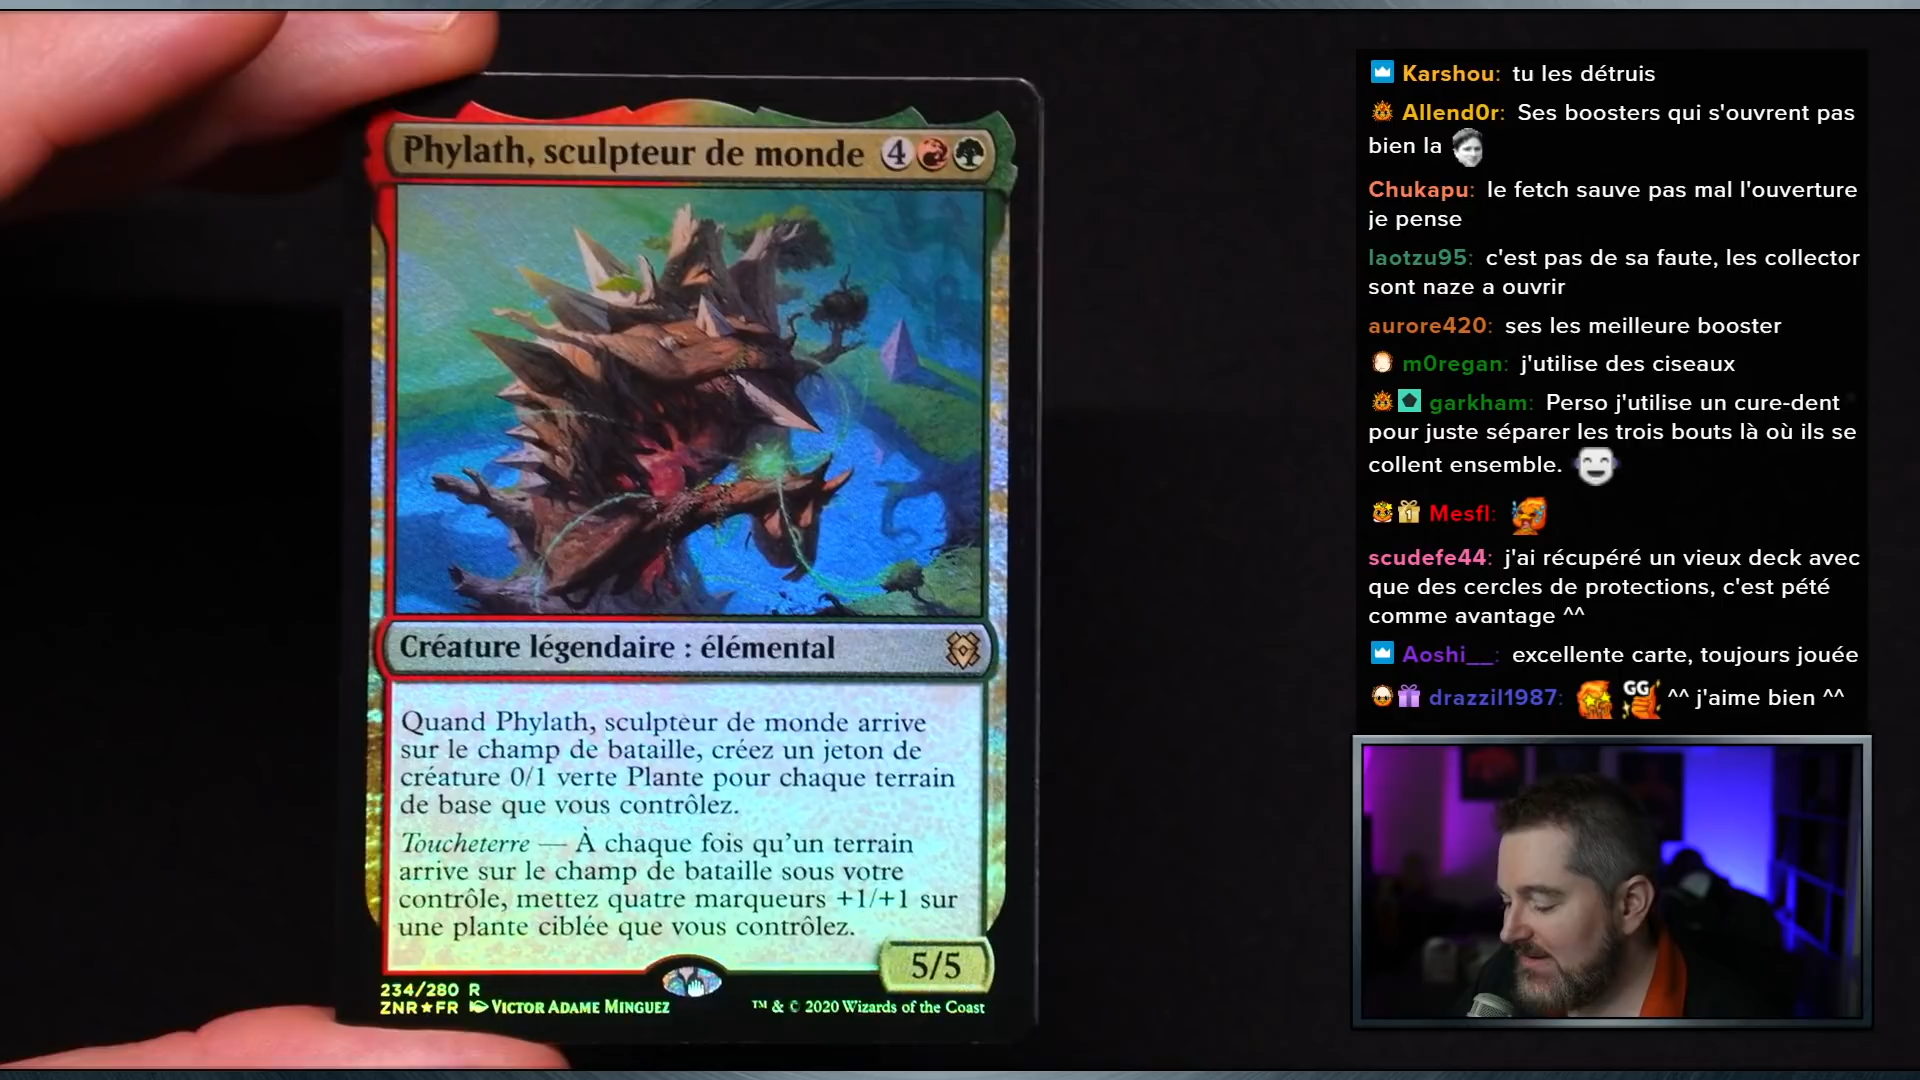 Phylath, sculpteur de monde 4
Créature légendaire : élémental
Quand Phylath, sculpteur de monde arrive
sur le champ de bataille, créez un jeton de
créature 0/1 verte Plante pour chaque terrain
de base que vous contrôlez.
Toucheterre — À chaque fois qu'un terrain
arrive sur le champ de bataille sous votre
contrôle, mettez quatre marqueurs +1/+1 sur
une plante ciblée que vous contrôlez.
5/5
234/280 R
ZNR★FR VICTOR ADAME MINGUEZ
™ & © 2020 Wizards of the Coast
Karshou: tu les détruis
Allend0r: Ses boosters qui s'ouvrent pas
bien la
Chukapu: le fetch sauve pas mal l'ouverture
je pense
laotzu95: c'est pas de sa faute, les collector
sont naze a ouvrir
aurore420: ses les meilleure booster
m0regan: j'utilise des ciseaux
garkham: Perso j'utilise un cure-dent
pour juste séparer les trois bouts là où ils se
collent ensemble.
1 Mesfl:
scudefe44: j'ai récupéré un vieux deck avec
que des cercles de protections, c'est pété
comme avantage ^^
Aoshi__: excellente carte, toujours jouée
drazzil1987: GG ^^ j'aime bien ^^